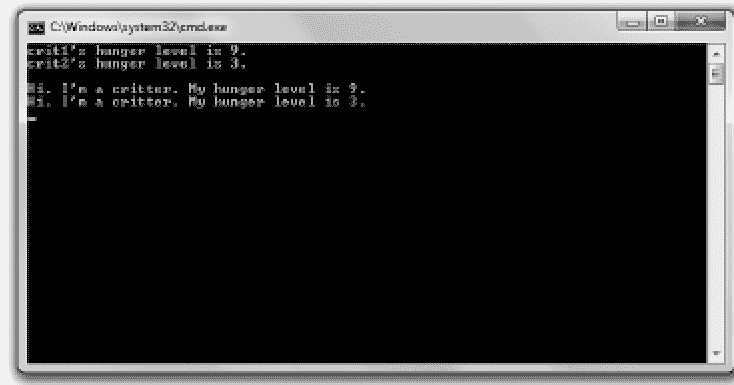 C:\Windows\system32\cmd.exe
crit1's hunger level is 9.
crit2's hunger level is 3.
Hi. I'm a critter. My hunger level is 9.
Hi. I'm a critter. My hunger level is 3.